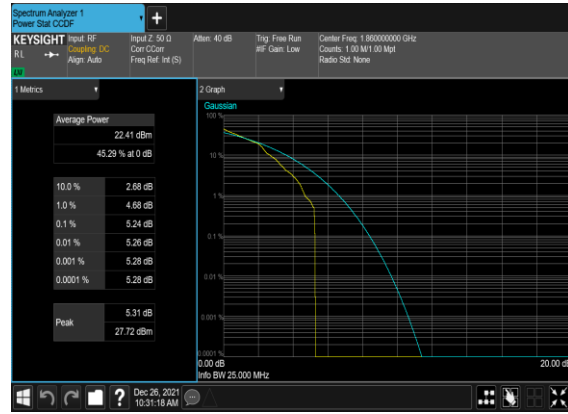 Spectrum Analyzer 1
Power Stat CCDF
+
KEYSIGHT
RL
LXI
Input: RF
Coupling: DC
Align: Auto
Input Z: 50 Ω
Corr CCorr
Freq Ref: Int (S)
Atten: 40 dB
Trig: Free Run
#IF Gain: Low
Center Freq: 1.860000000 GHz
Counts: 1.00 M/1.00 Mpt
Radio Std: None
1 Metrics
Average Power
22.41 dBm
45.29 % at 0 dB
10.0 % 2.68 dB
1.0 % 4.68 dB
0.1 % 5.24 dB
0.01 % 5.26 dB
0.001 % 5.28 dB
0.0001 % 5.28 dB
Peak
5.31 dB
27.72 dBm
2 Graph
Gaussian
100 %
10 %
1 %
0.1 %
0.01 %
0.001 %
0.0001 %
0.00 dB 20.00 dB
Info BW 25.000 MHz
?
Dec 26, 2021
10:31:18 AM